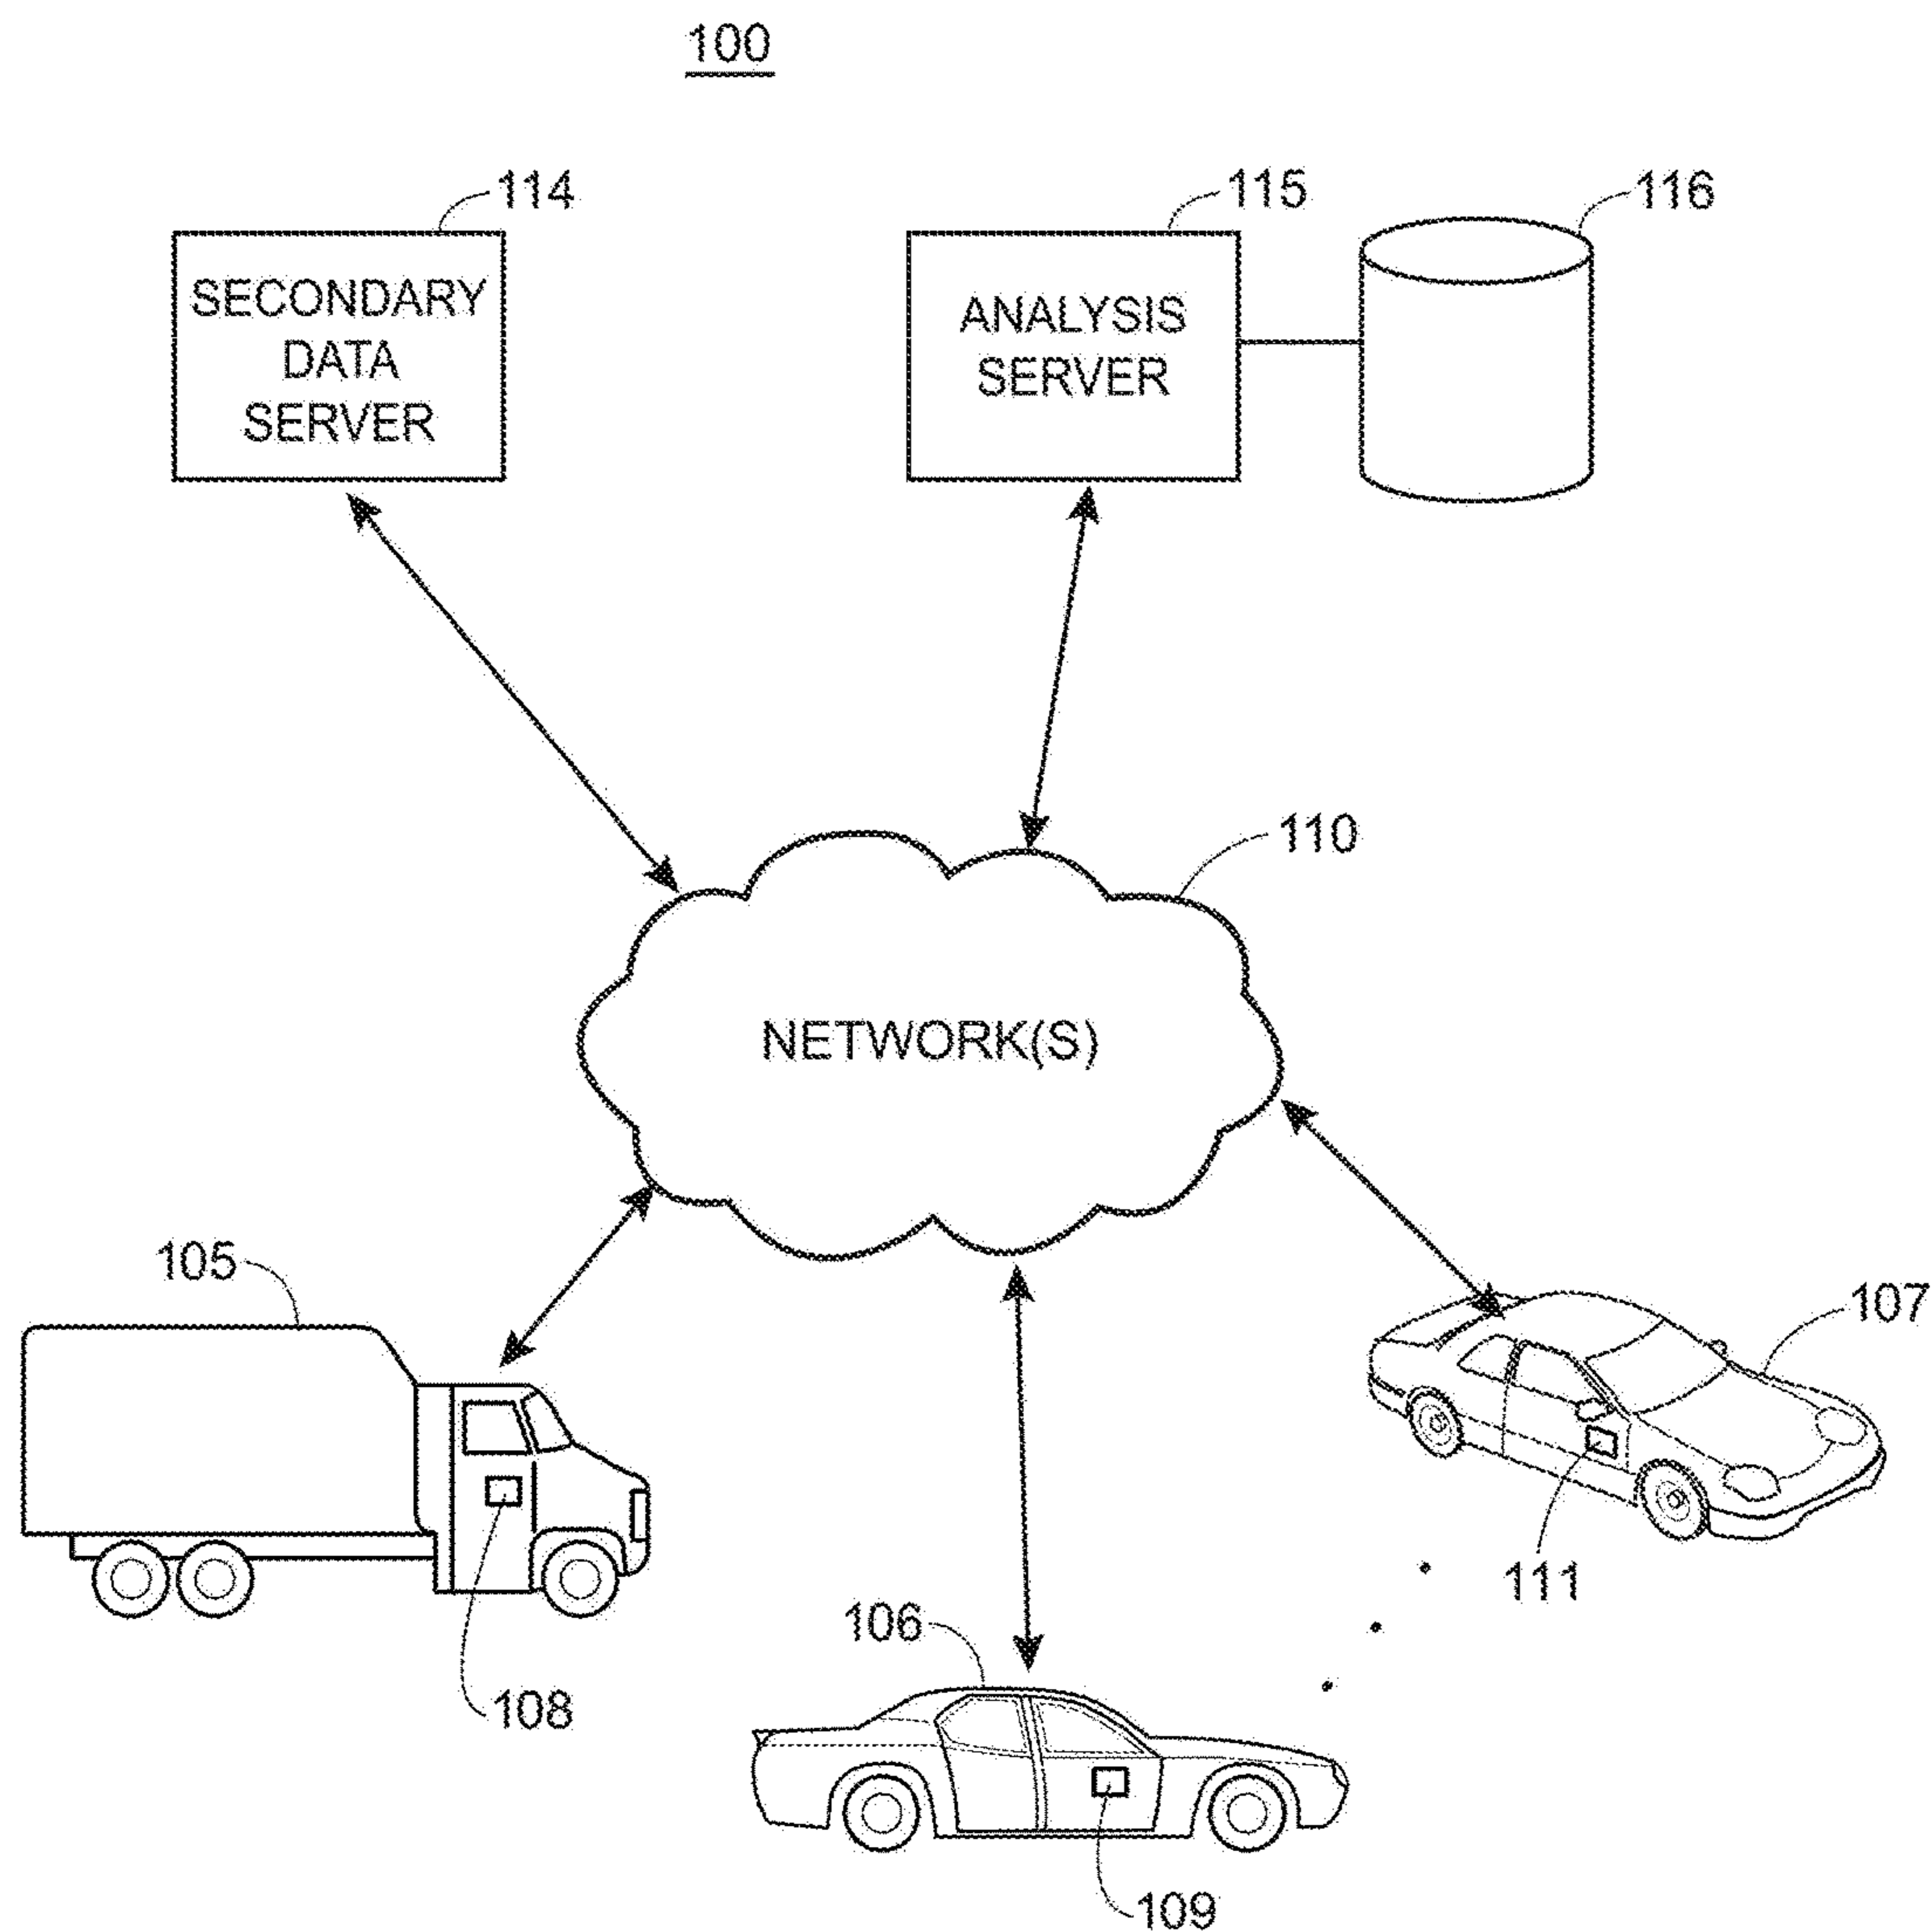 100
114
115
116
SECONDARY
DATA
SERVER
ANALYSIS
SERVER
110
NETWORK(S)
105
107
111
106
108
109